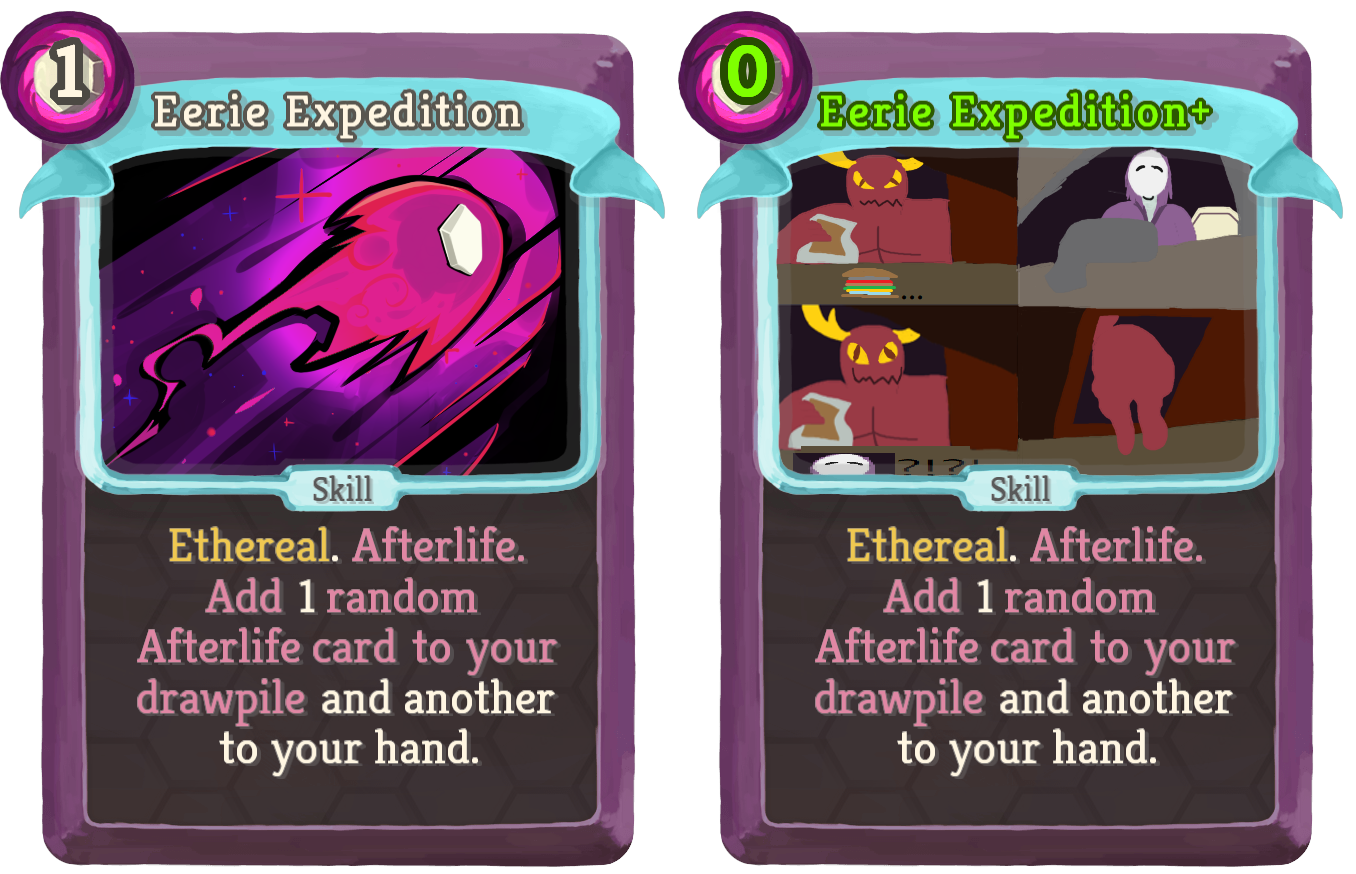 1
Eerie Expedition
Skill
Ethereal. Afterlife.
Add 1 random
Afterlife card to your
drawpile and another
to your hand.
0
Eerie Expedition+
...
?!?!
Skill
Ethereal. Afterlife.
Add 1 random
Afterlife card to your
drawpile and another
to your hand.